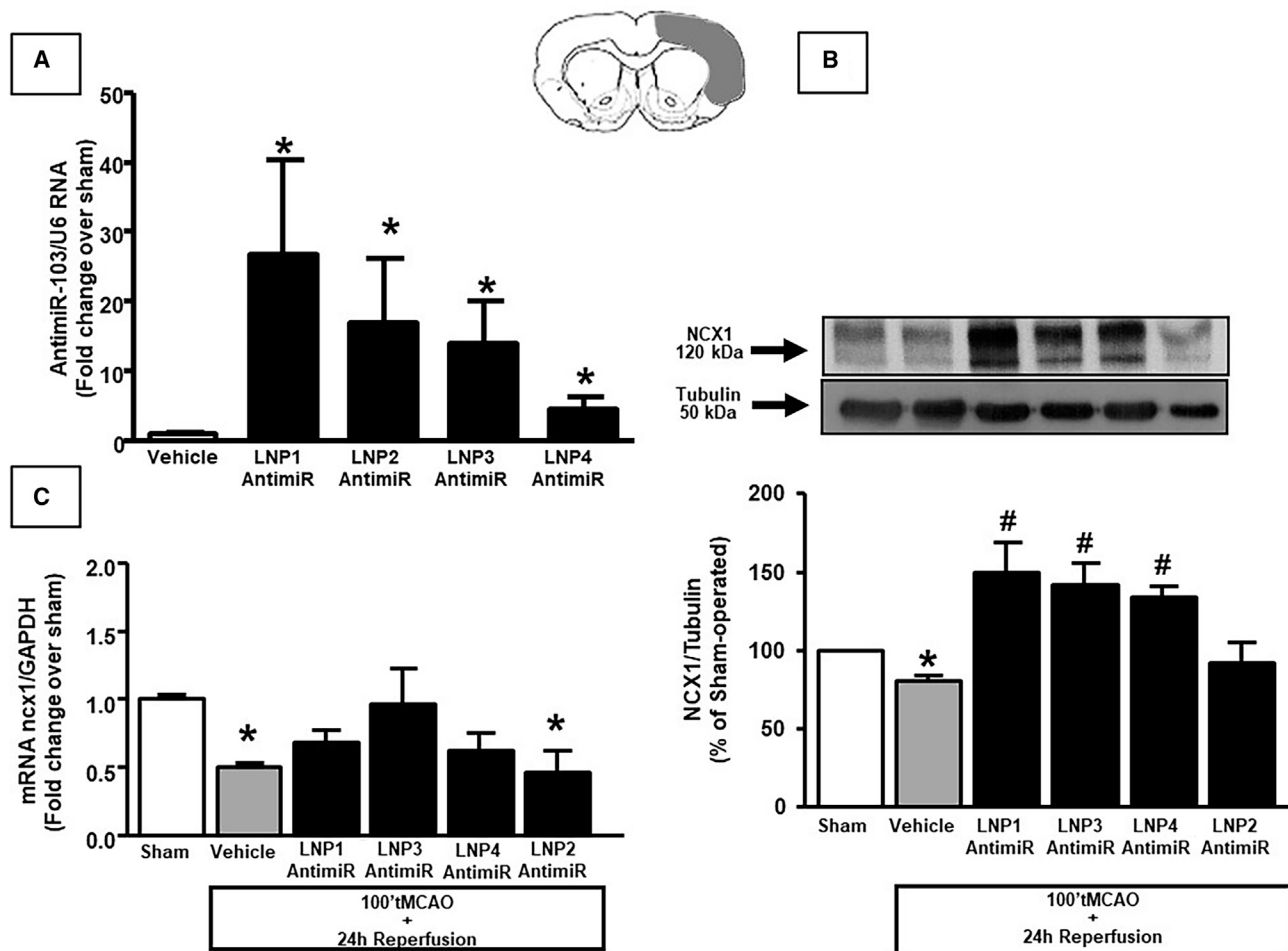 A
B
AntimiR-103/U6 RNA
(Fold change over sham)
50
40
30
20
10
0
*
*
*
*
Vehicle
LNP1
AntimiR
LNP2
AntimiR
LNP3
AntimiR
LNP4
AntimiR
NCX1
120 kDa
Tubulin
50 kDa
C
mRNA ncx1/GAPDH
(Fold change over sham)
2.0
1.5
1.0
0.5
0.0
*
*
Sham
Vehicle
LNP1
AntimiR
LNP3
AntimiR
LNP4
AntimiR
LNP2
AntimiR
100'tMCAO
+
24h Reperfusion
NCX1/Tubulin
(% of Sham-operated)
200
150
100
50
0
*
#
#
#
Sham
Vehicle
LNP1
AntimiR
LNP3
AntimiR
LNP4
AntimiR
LNP2
AntimiR
100'tMCAO
+
24h Reperfusion